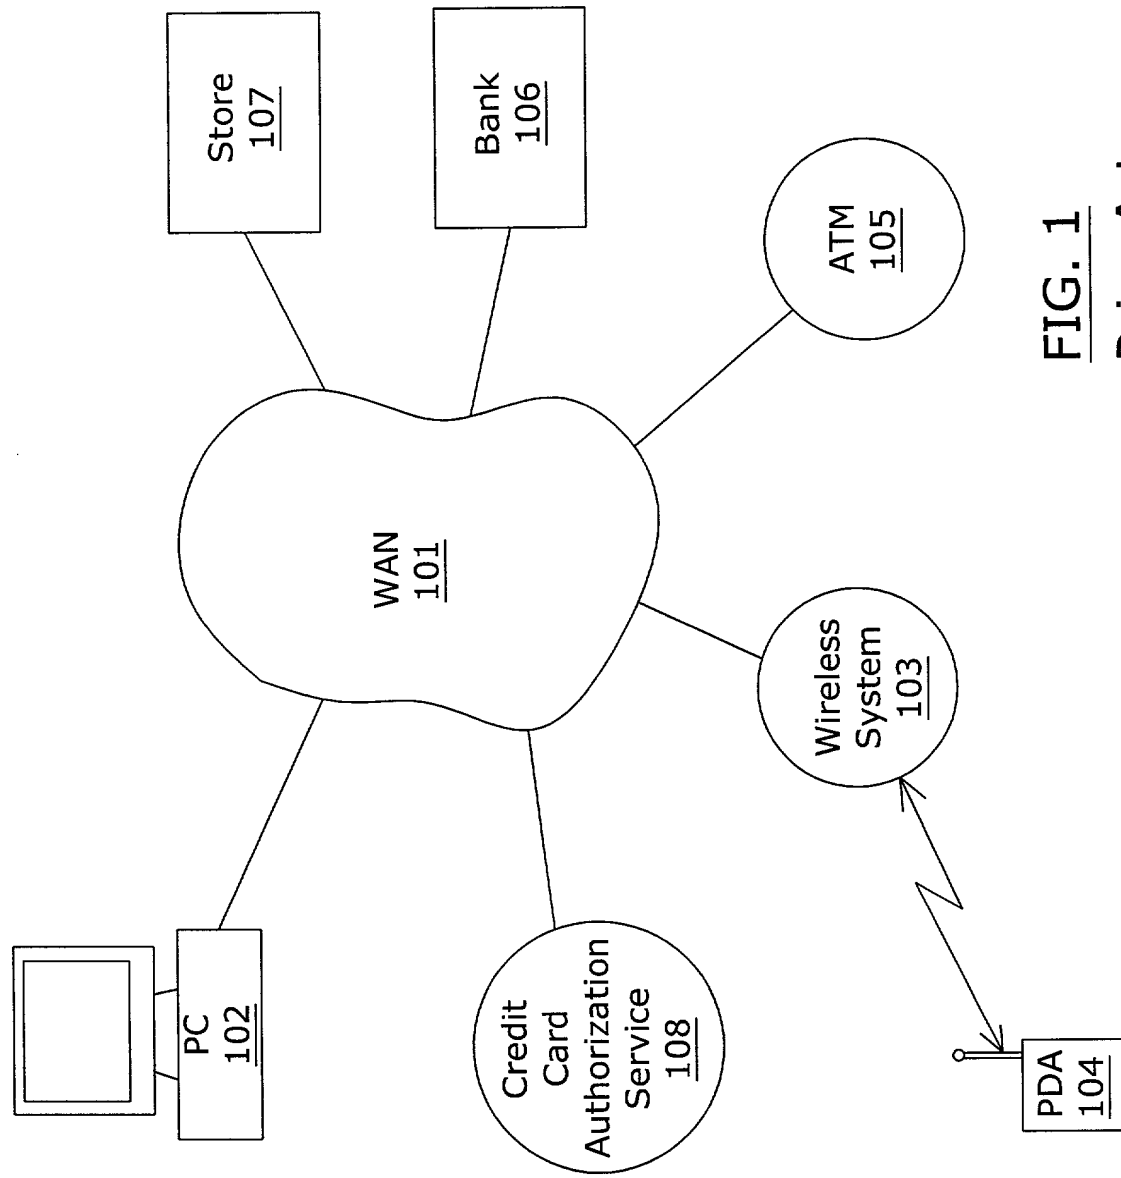 PC
102
Store
107
WAN
101
Credit
Card
Authorization
Service
108
Bank
106
Wireless
System
103
ATM
105
PDA
104
FIG. 1